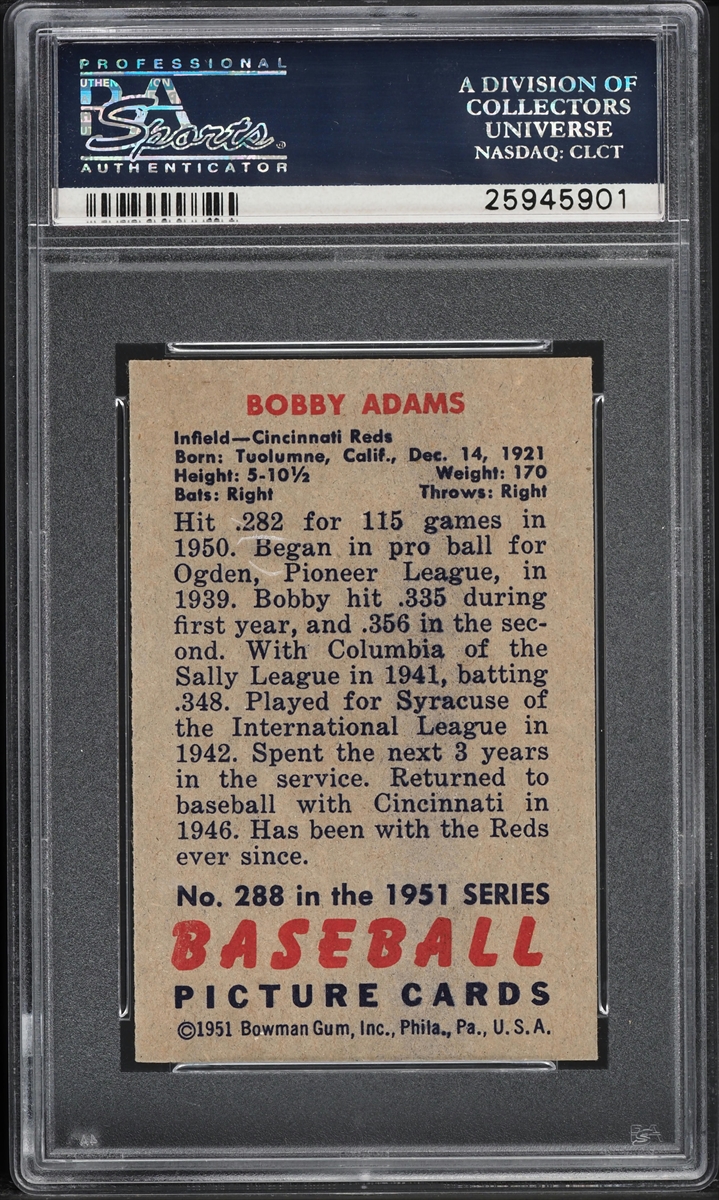 PROFESSIONAL
PSA
Sports®
AUTHENTICATOR
A DIVISION OF
COLLECTORS
UNIVERSE
NASDAQ: CLCT
25945901
BOBBY ADAMS
Infield—Cincinnati Reds
Born: Tuolumne, Calif., Dec. 14, 1921
Height: 5-10½ Weight: 170
Bats: Right Throws: Right
Hit .282 for 115 games in
1950. Began in pro ball for
Ogden, Pioneer League, in
1939. Bobby hit .335 during
first year, and .356 in the sec-
ond. With Columbia of the
Sally League in 1941, batting
.348. Played for Syracuse of
the International League in
1942. Spent the next 3 years
in the service. Returned to
baseball with Cincinnati in
1946. Has been with the Reds
ever since.
No. 288 in the 1951 SERIES
BASEBALL
PICTURE CARDS
©1951 Bowman Gum, Inc., Phila., Pa., U.S.A.